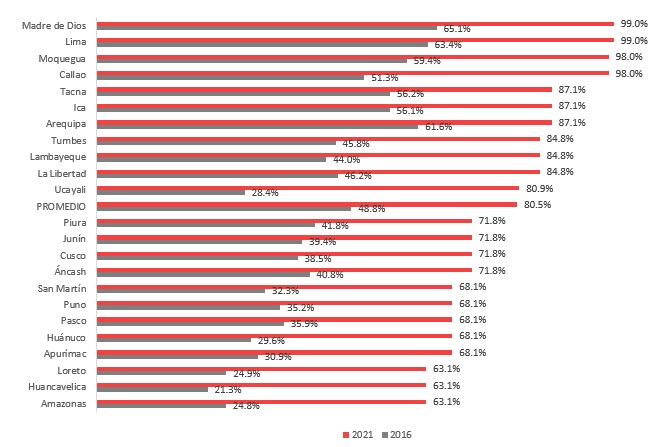 Madre de Dios 99.0%
65.1%
Lima 99.0%
63.4%
Moquegua 98.0%
59.4%
Callao 98.0%
51.3%
Tacna 87.1%
56.2%
Ica 87.1%
56.1%
Arequipa 87.1%
61.6%
Tumbes 84.8%
45.8%
Lambayeque 84.8%
44.0%
La Libertad 84.8%
46.2%
Ucayali 80.9%
28.4%
PROMEDIO 80.5%
48.8%
Piura 71.8%
41.8%
Junín 71.8%
39.4%
Cusco 71.8%
38.5%
Áncash 71.8%
40.8%
San Martín 68.1%
32.3%
Puno 68.1%
35.2%
Pasco 68.1%
35.9%
Huánuco 68.1%
29.6%
Apurímac 68.1%
30.9%
Loreto 63.1%
24.9%
Huancavelica 63.1%
21.3%
Amazonas 63.1%
24.8%
2021 2016